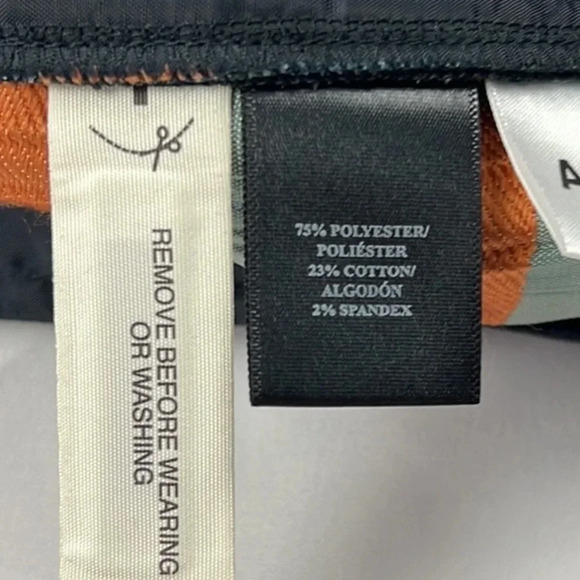 REMOVE BEFORE WEARING
OR WASHING
75% POLYESTER/
POLIÉSTER
23% COTTON/
ALGODÓN
2% SPANDEX
A